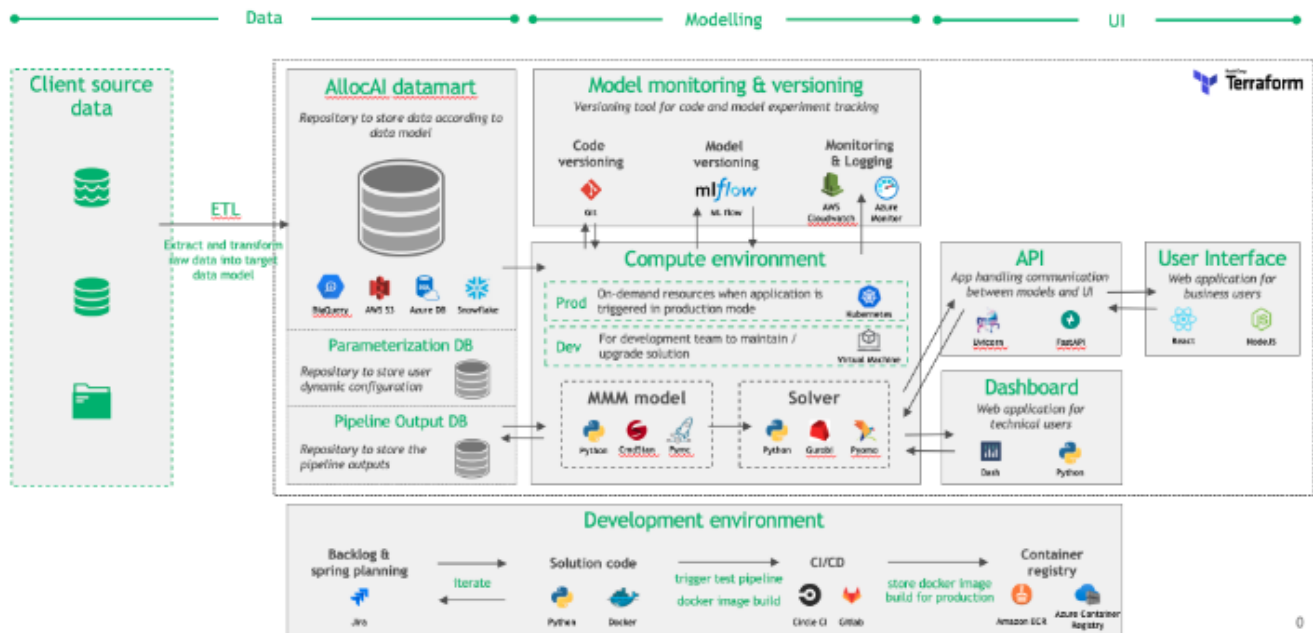 Data
Modelling
UI
Client source
data
ETL
Extract and transform
raw data into target
data model
AllocAI datamart
Repository to store data according to
data model
BigQuery
AWS S3
Azure DB
Snowflake
Parameterization DB
Repository to store user
dynamic configuration
Pipeline Output DB
Repository to store the
pipeline outputs
Model monitoring & versioning
Versioning tool for code and model experiment tracking
Code
versioning
Git
Model
versioning
mlflow
ML flow
Monitoring
& Logging
AWS
Cloudwatch
Azure
Monitor
Compute environment
Prod
On-demand resources when application is
triggered in production mode
Kubernetes
Dev
For development team to maintain /
upgrade solution
Virtual Machine
MMM model
Python
CmdStan
Pymc
Solver
Python
Gurobi
Pyomo
HashiCorp
Terraform
API
App handling communication
between models and UI
Uvicorn
FastAPI
User Interface
Web application for
business users
React
NodeJS
Dashboard
Web application for
technical users
Dash
Python
Development environment
Backlog &
spring planning
Jira
Iterate
Solution code
Python
Docker
trigger test pipeline
docker image build
CI/CD
Circle CI
Gitlab
store docker image
build for production
Container
registry
Amazon ECR
Azure Container
Registry
0